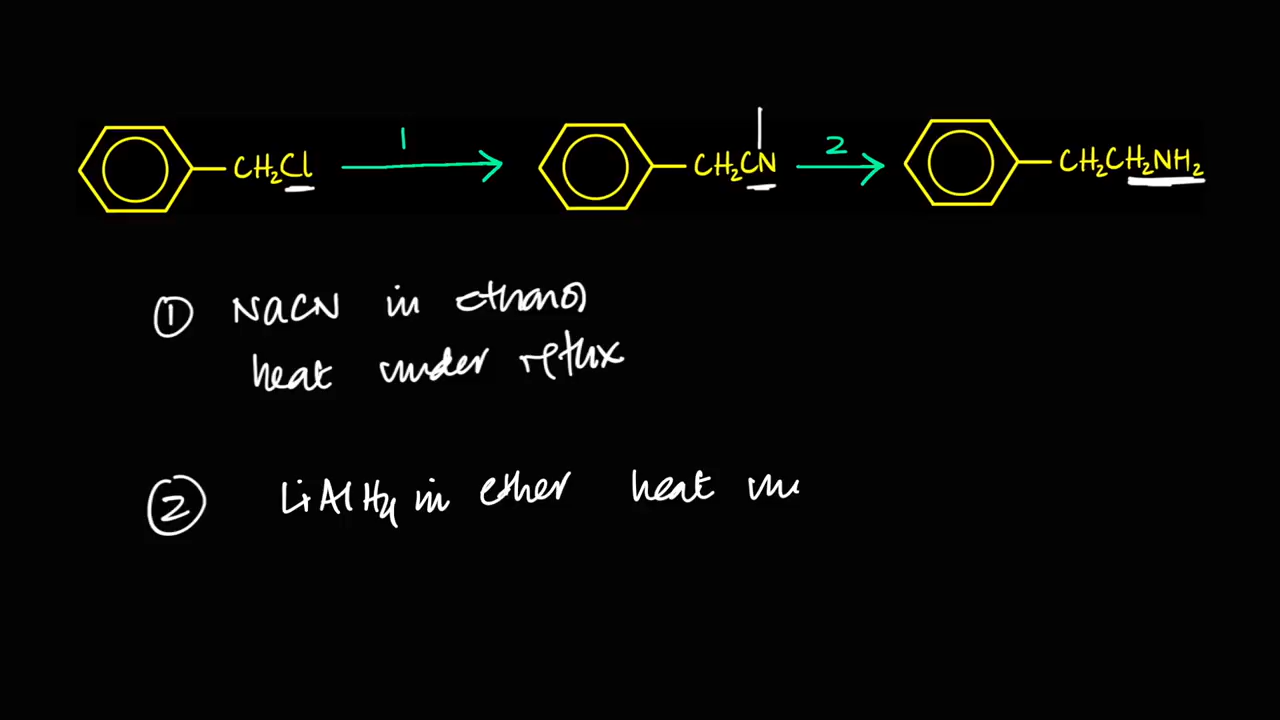 1 2
CH₂Cl CH₂CN CH₂CH₂NH₂
① NaCN in ethanol
heat under reflux
② LiAlH₄ in ether heat